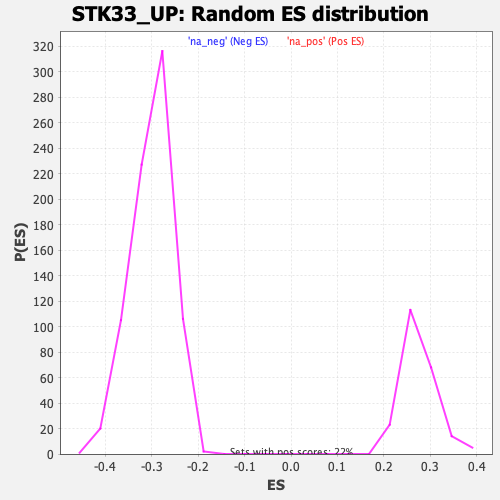 STK33_UP: Random ES distribution
'na_neg' (Neg ES) 'na_pos' (Pos ES)
P(ES)
320
300
280
260
240
220
200
180
160
140
120
100
80
60
40
20
0
Sets with pos scores: 22%
-0.4 -0.3 -0.2 -0.1 0.0 0.1 0.2 0.3 0.4
ES